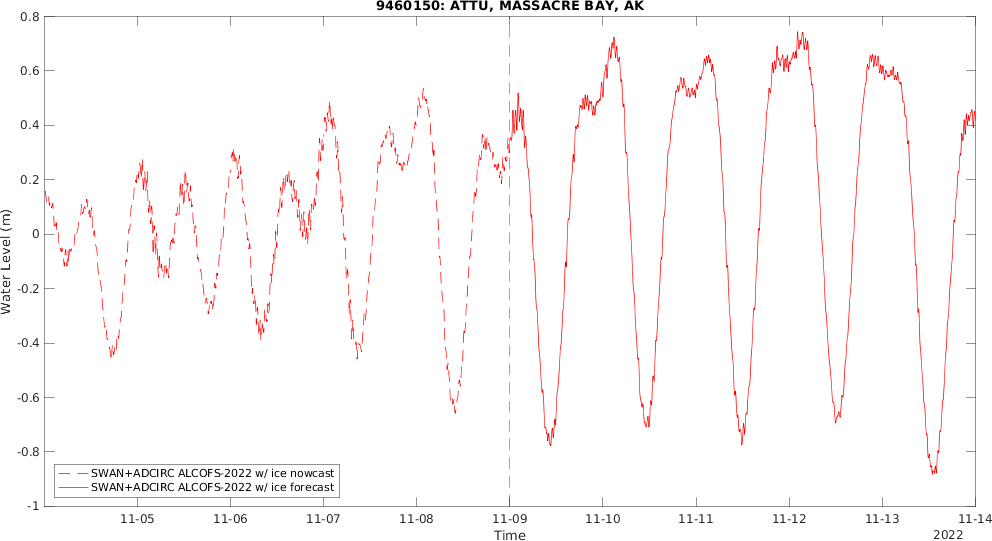 9460150: ATTU, MASSACRE BAY, AK
0.8
0.6
0.4
0.2
0
-0.2
-0.4
-0.6
-0.8
-1
Water Level (m)
SWAN+ADCIRC ALCOFS-2022 w/ ice nowcast
SWAN+ADCIRC ALCOFS-2022 w/ ice forecast
11-05 11-06 11-07 11-08 11-09 11-10 11-11 11-12 11-13 11-14
Time
2022